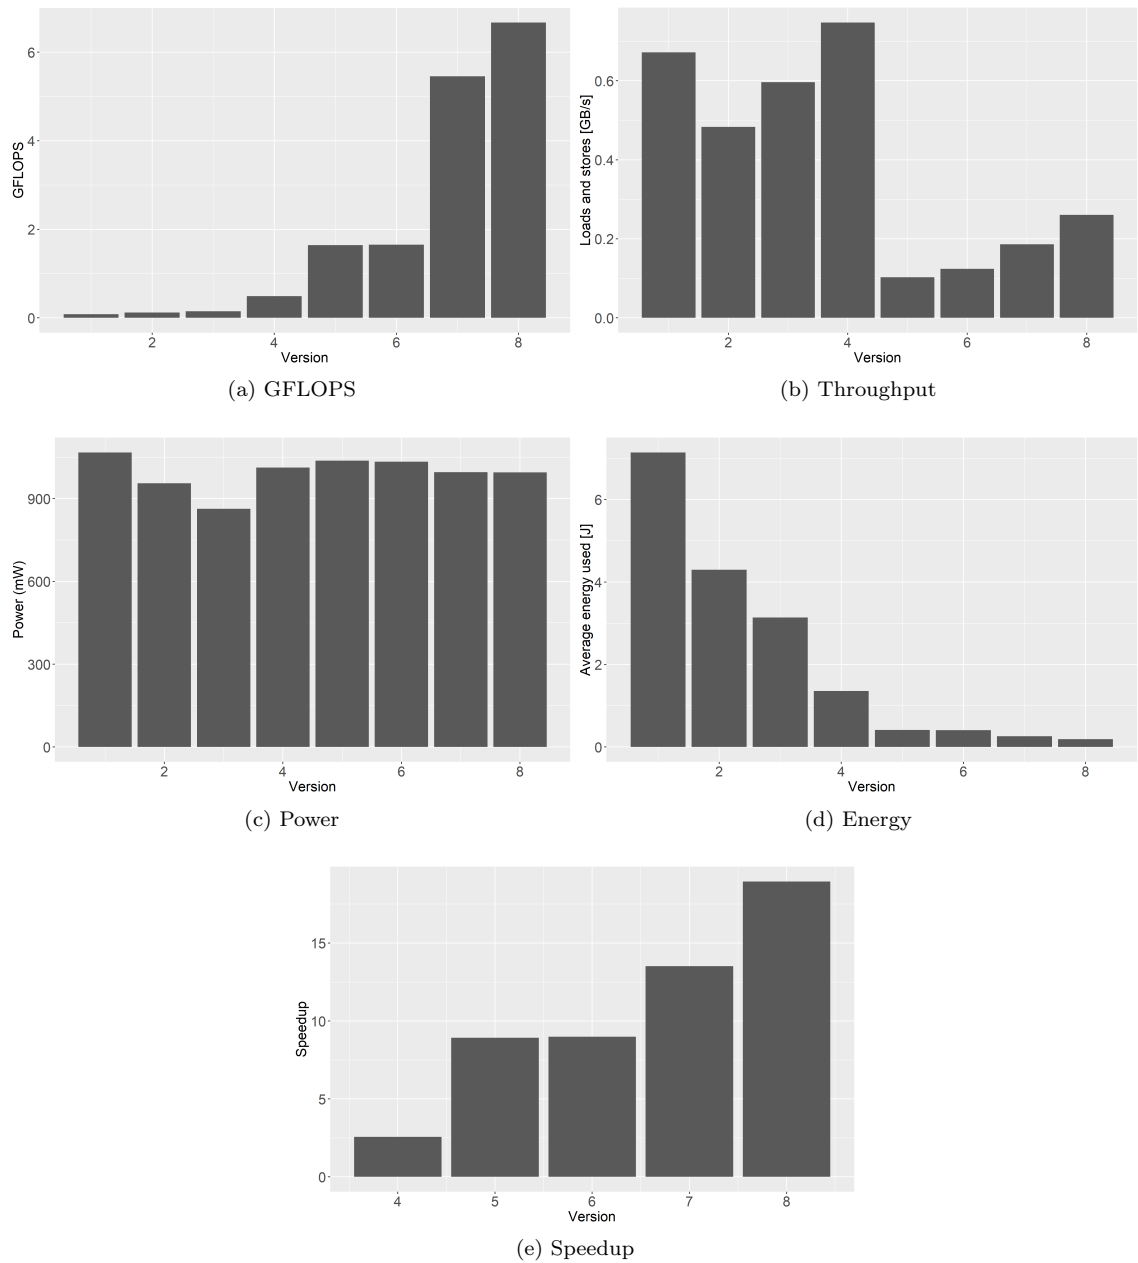 GFLOPS
6
4
2
0
2 4 6 8
Version
(a) GFLOPS
Loads and stores [GB/s]
0.6
0.4
0.2
0.0
2 4 6 8
Version
(b) Throughput
Power (mW)
900
600
300
0
2 4 6 8
Version
(c) Power
Average energy used [J]
6
4
2
0
2 4 6 8
Version
(d) Energy
Speedup
15
10
5
0
4 5 6 7 8
Version
(e) Speedup